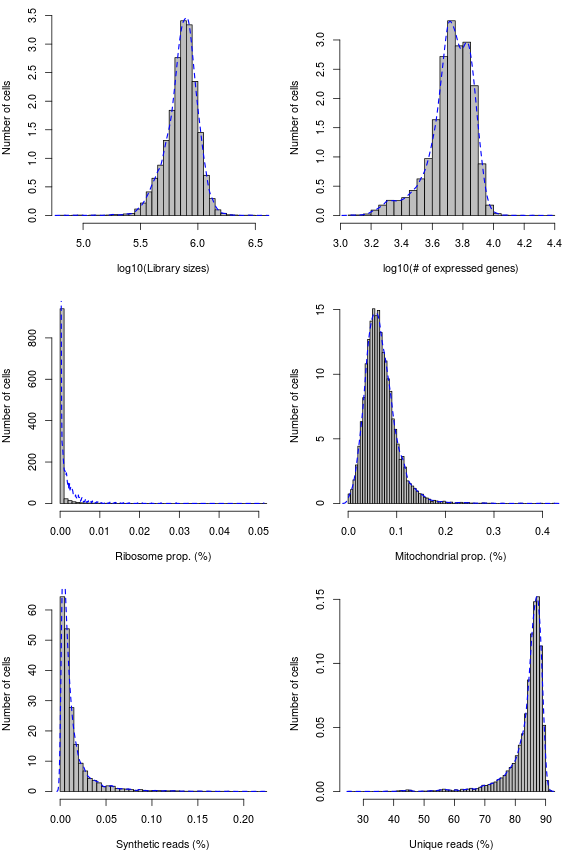 Number of cells
0.0 0.5 1.0 1.5 2.0 2.5 3.0 3.5
5.0 5.5 6.0 6.5
log10(Library sizes)
Number of cells
0.0 0.5 1.0 1.5 2.0 2.5 3.0
3.0 3.2 3.4 3.6 3.8 4.0 4.2 4.4
log10(# of expressed genes)
Number of cells
0 200 400 600 800
0.00 0.01 0.02 0.03 0.04 0.05
Ribosome prop. (%)
Number of cells
0 5 10 15
0.0 0.1 0.2 0.3 0.4
Mitochondrial prop. (%)
Number of cells
0 10 20 30 40 50 60
0.00 0.05 0.10 0.15 0.20
Synthetic reads (%)
Number of cells
0.00 0.05 0.10 0.15
30 40 50 60 70 80 90
Unique reads (%)